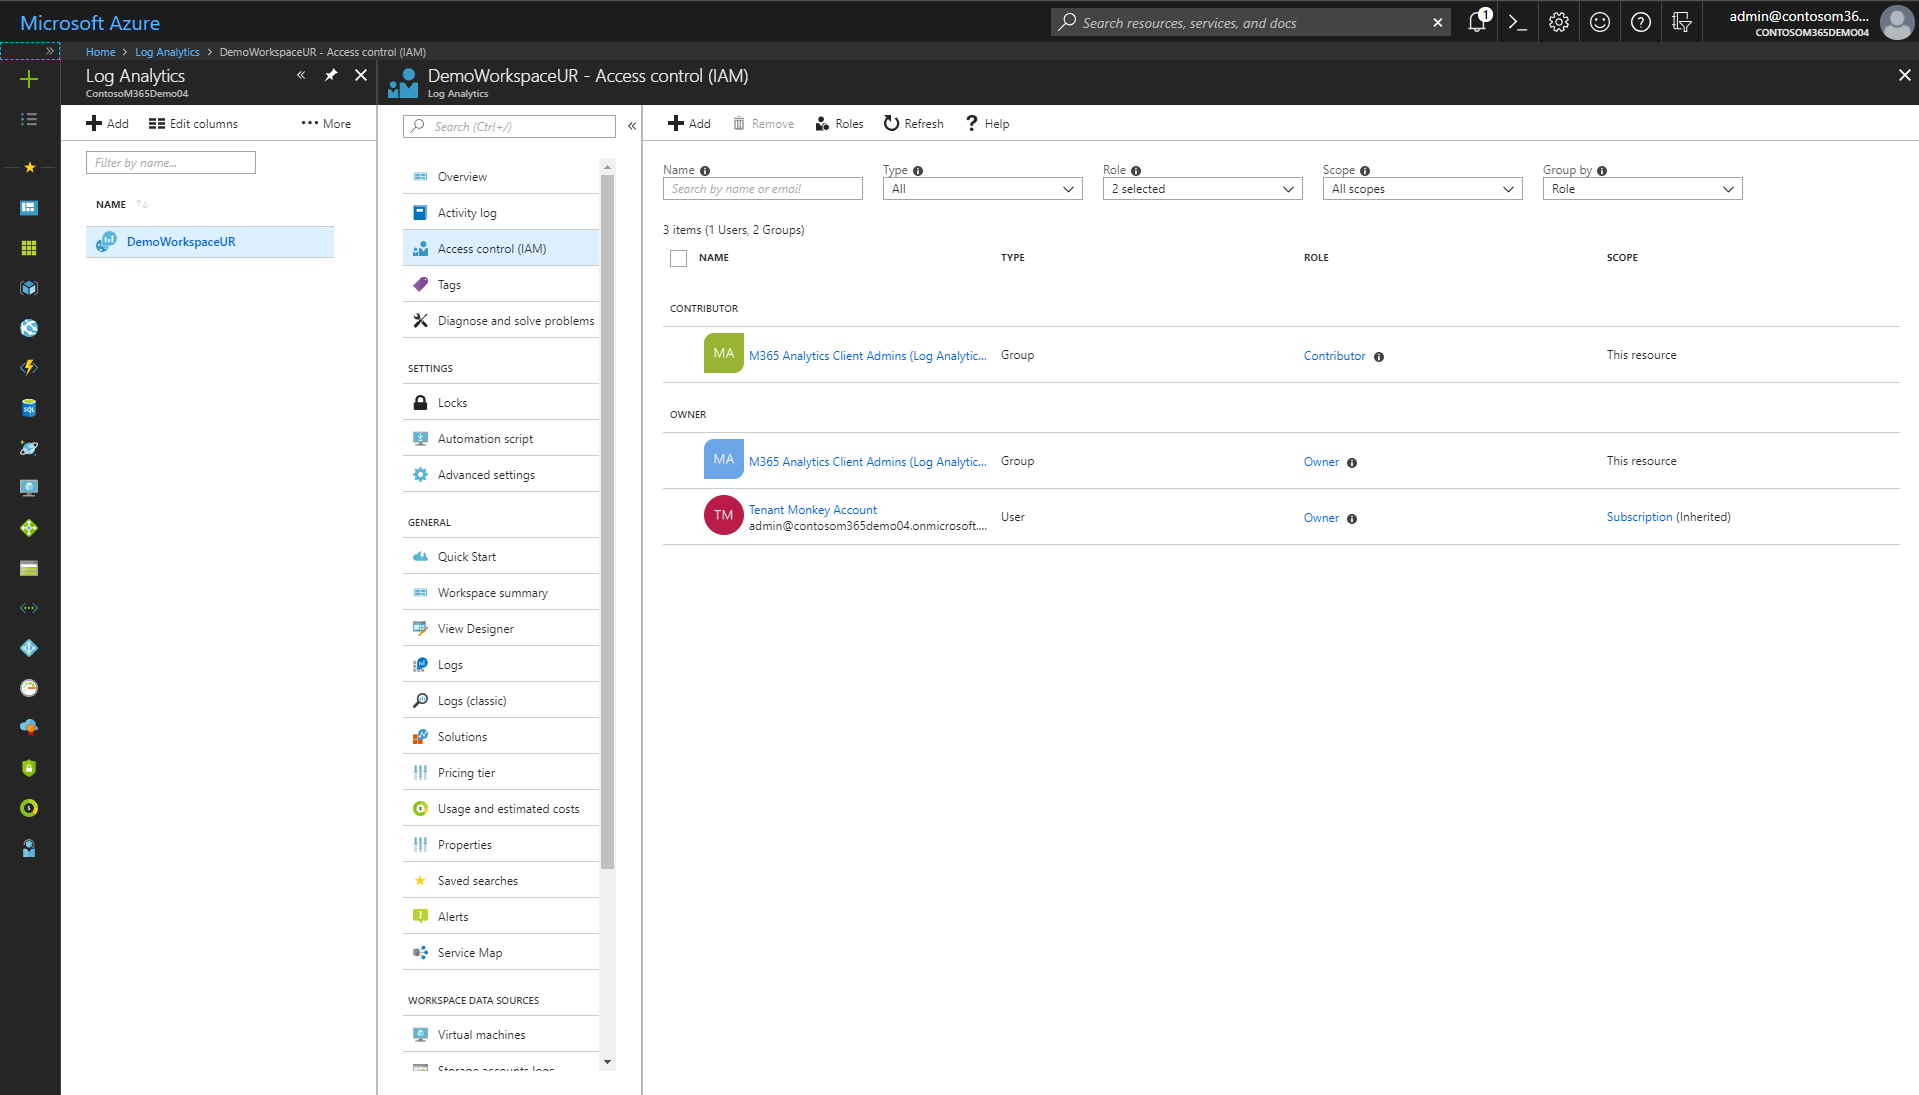 Microsoft Azure
Search resources, services, and docs
1
admin@contosom36...
CONTOSOM365DEMO04
Home > Log Analytics > DemoWorkspaceUR - Access control (IAM)
Log Analytics
ContosoM365Demo04
Add
Edit columns
More
Filter by name...
NAME
DemoWorkspaceUR
DemoWorkspaceUR - Access control (IAM)
Log Analytics
Search (Ctrl+/)
Overview
Activity log
Access control (IAM)
Tags
Diagnose and solve problems
SETTINGS
Locks
Automation script
Advanced settings
GENERAL
Quick Start
Workspace summary
View Designer
Logs
Logs (classic)
Solutions
Pricing tier
Usage and estimated costs
Properties
Saved searches
Alerts
Service Map
WORKSPACE DATA SOURCES
Virtual machines
Storage accounts logs
Add
Remove
Roles
Refresh
Help
Name
Type
Role
Scope
Group by
Search by name or email
All
2 selected
All scopes
Role
3 items (1 Users, 2 Groups)
NAME TYPE ROLE SCOPE
CONTRIBUTOR
MA M365 Analytics Client Admins (Log Analytic... Group Contributor This resource
OWNER
MA M365 Analytics Client Admins (Log Analytic... Group Owner This resource
TM Tenant Monkey Account
admin@contosom365demo04.onmicrosoft.... User Owner Subscription (Inherited)